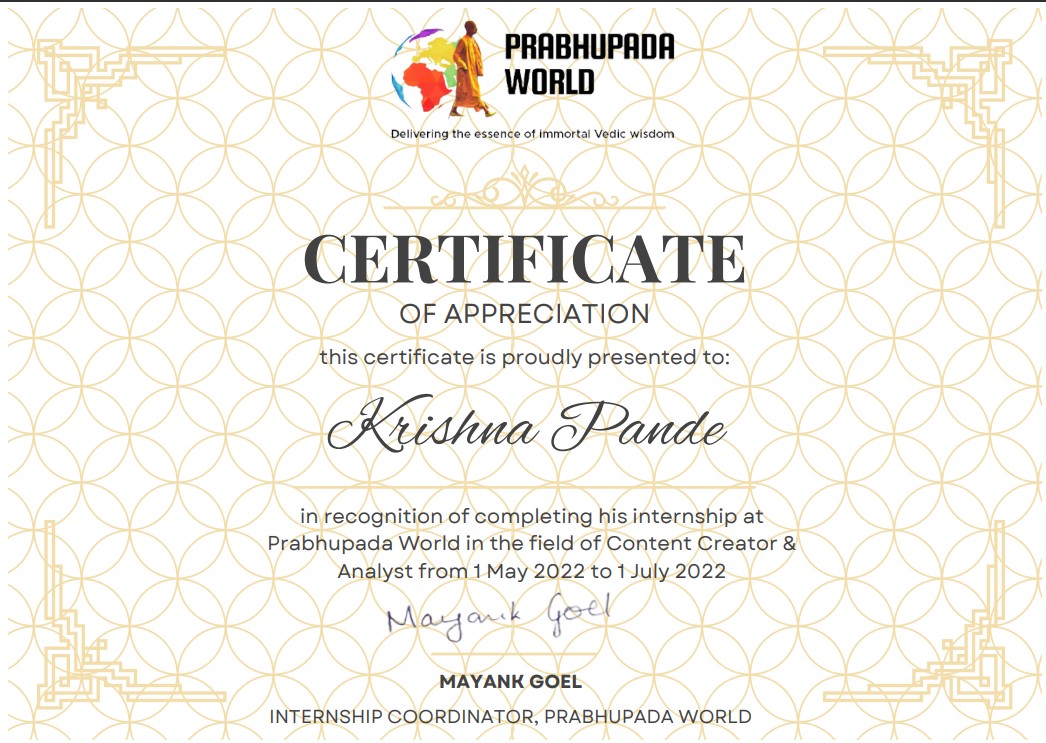 PRABHUPADA
WORLD
Delivering the essence of immortal Vedic wisdom
CERTIFICATE
OF APPRECIATION
this certificate is proudly presented to:
Krishna Pande
in recognition of completing his internship at
Prabhupada World in the field of Content Creator &
Analyst from 1 May 2022 to 1 July 2022
Mayank Goel
MAYANK GOEL
INTERNSHIP COORDINATOR, PRABHUPADA WORLD